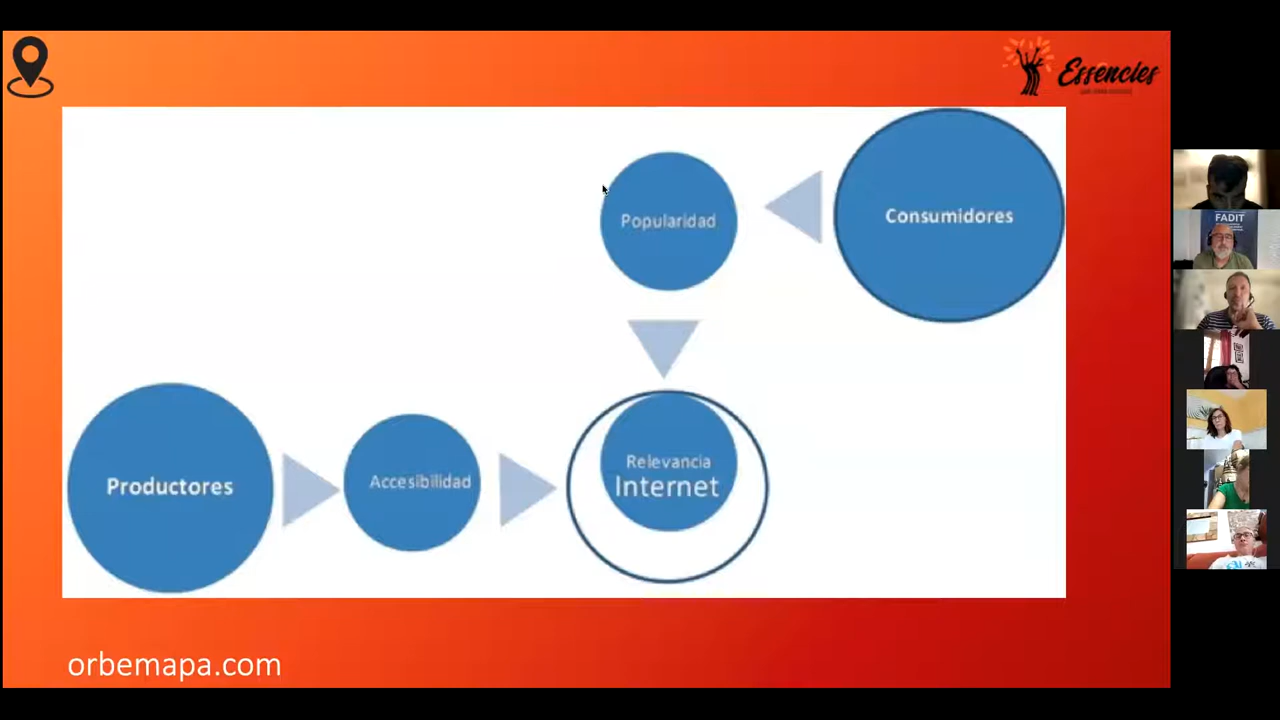 Essencies
FADIT
Popularidad
Consumidores
Productores
Accesibilidad
Relevancia
Internet
orbemapa.com